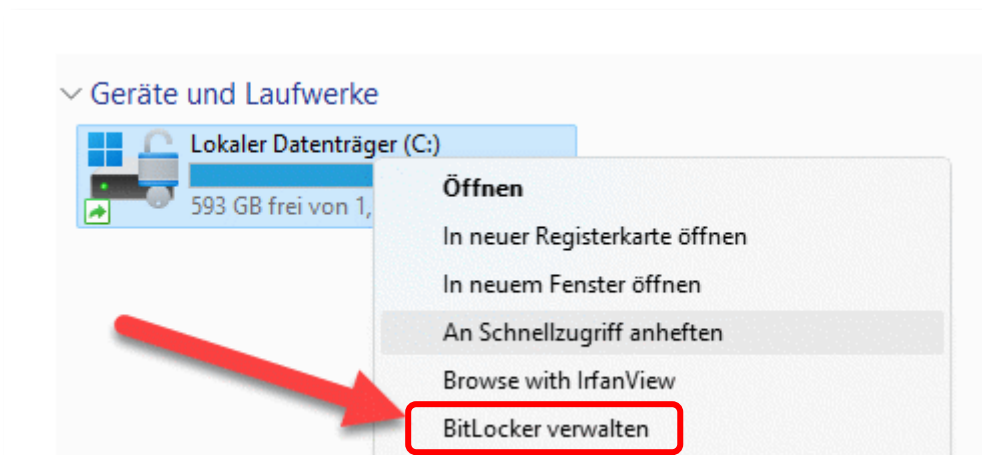 Geräte und Laufwerke
Lokaler Datenträger (C:)
593 GB frei von 1,
Öffnen
In neuer Registerkarte öffnen
In neuem Fenster öffnen
An Schnellzugriff anheften
Browse with IrfanView
BitLocker verwalten